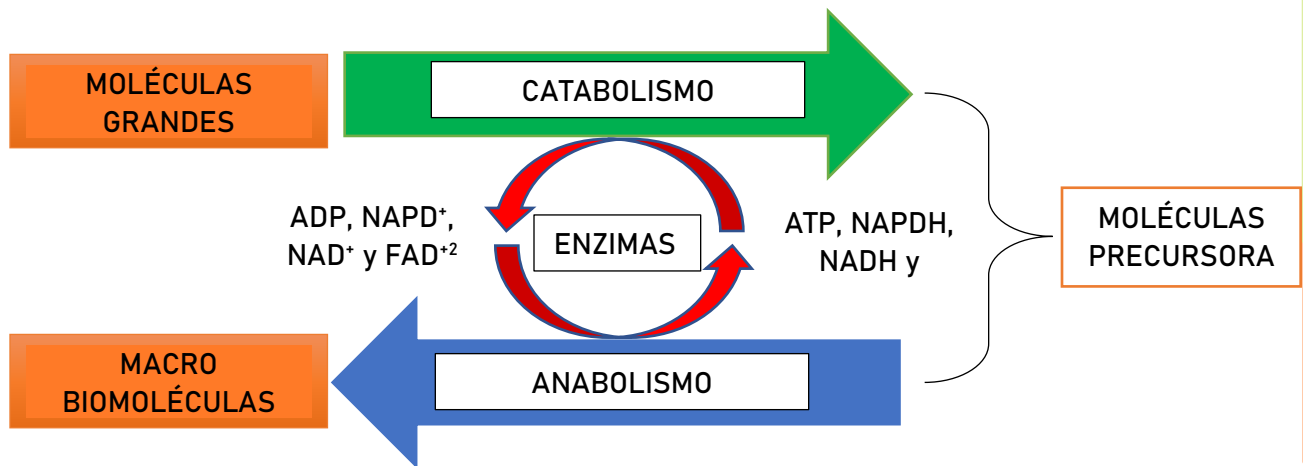 MOLÉCULAS
GRANDES
CATABOLISMO
ADP, NAPD⁺,
NAD⁺ y FAD⁺²
ENZIMAS
ATP, NAPDH,
NADH y
MOLÉCULAS
PRECURSORA
MACRO
BIOMOLÉCULAS
ANABOLISMO